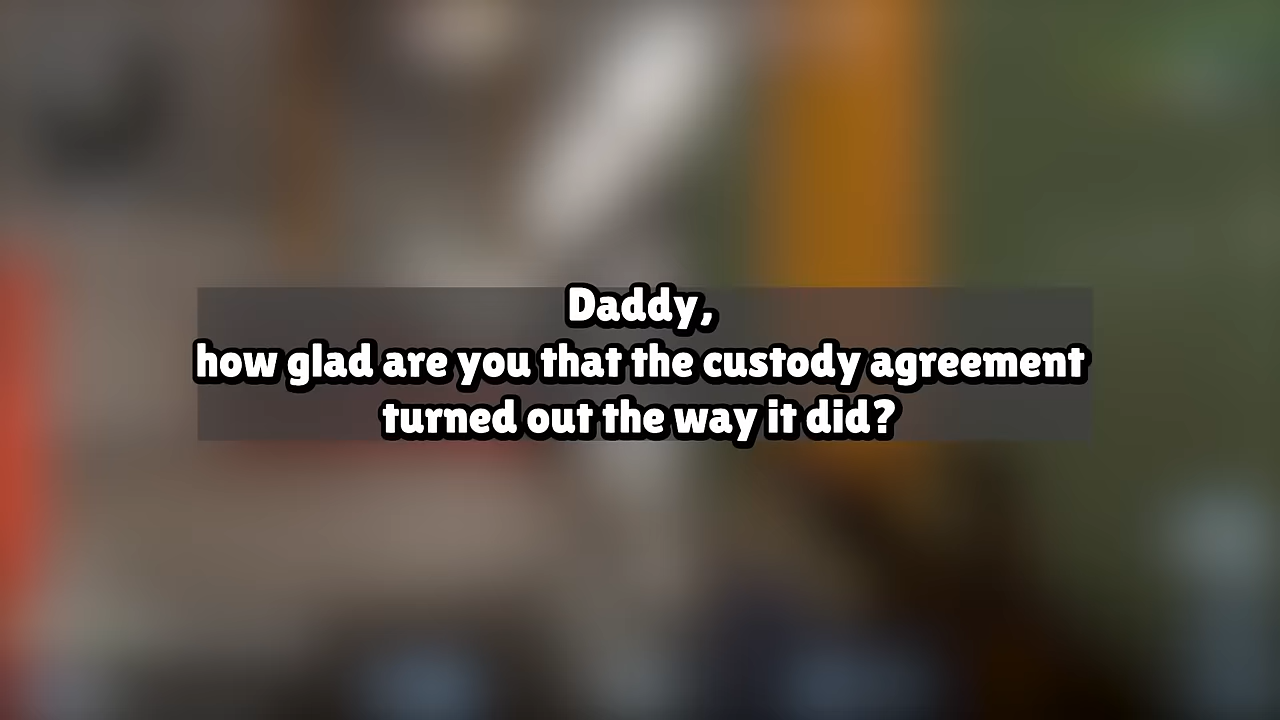 Daddy,
how glad are you that the custody agreement
turned out the way it did?